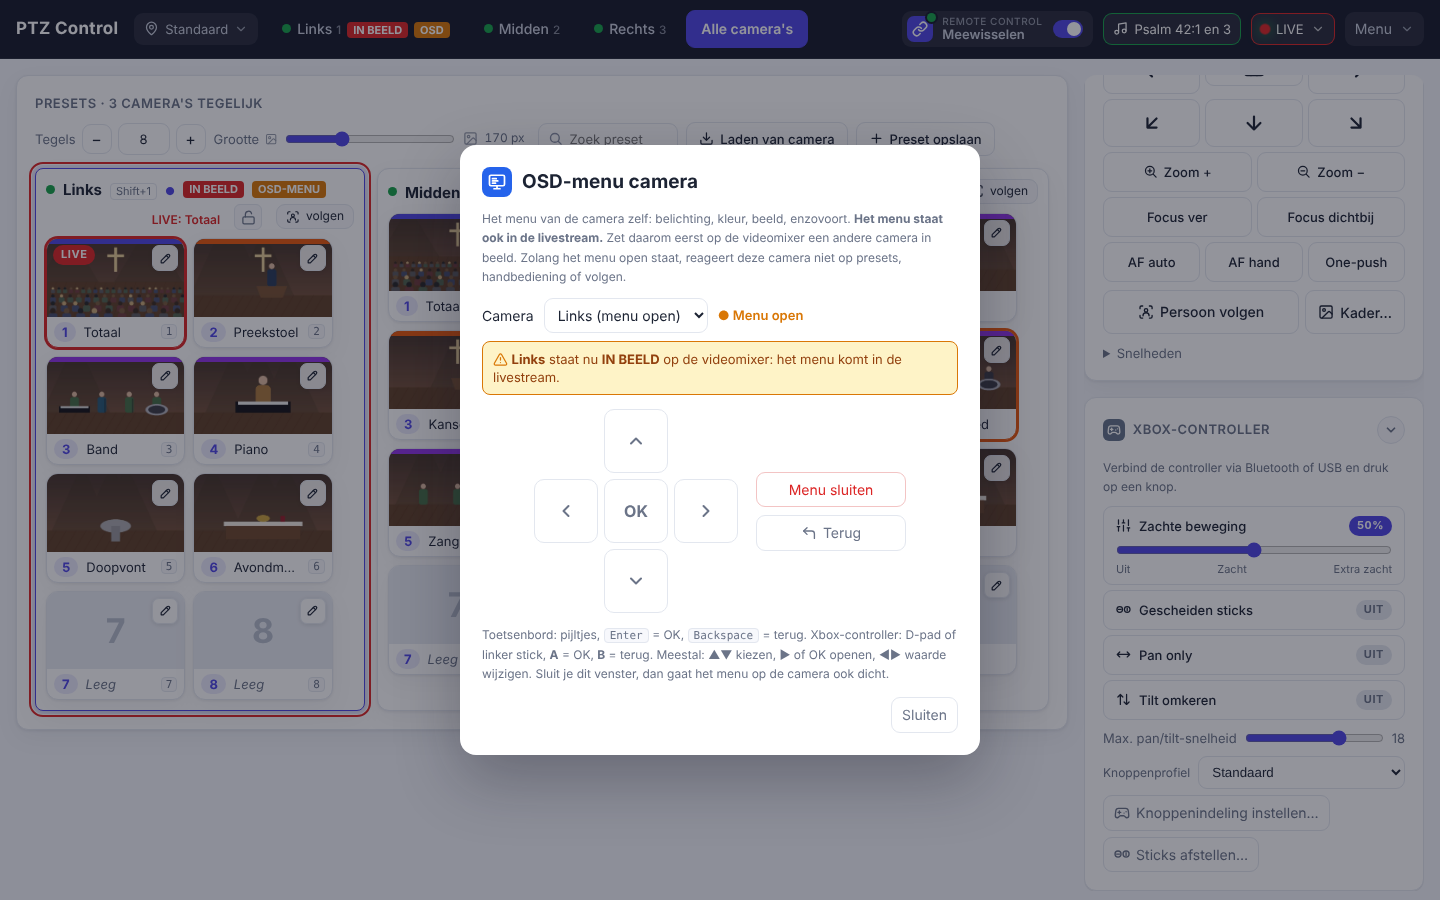 PTZ Control
Standaard
Links 1 IN BEELD OSD
Midden 2
Rechts 3
Alle camera's
REMOTE CONTROL
Meewisselen
Psalm 42:1 en 3
LIVE
Menu
PRESETS · 3 CAMERA'S TEGELIJK
Tegels − 8 + Grootte 170 px
Zoek preset
Laden van camera
+ Preset opslaan
Links Shift+1 IN BEELD OSD-MENU
LIVE: Totaal
volgen
LIVE
1 Totaal 1
2 Preekstoel 2
3 Band 3
4 Piano 4
5 Doopvont 5
6 Avondm... 6
7
8
7 Leeg 7
8 Leeg 8
Midden
volgen
1 Totaa
3 Kans
5 Zang
7
7 Leeg
OSD-menu camera
Het menu van de camera zelf: belichting, kleur, beeld, enzovoort. Het menu staat
ook in de livestream. Zet daarom eerst op de videomixer een andere camera in
beeld. Zolang het menu open staat, reageert deze camera niet op presets,
handbediening of volgen.
Camera Links (menu open) Menu open
Links staat nu IN BEELD op de videomixer: het menu komt in de
livestream.
OK
Menu sluiten
Terug
Toetsenbord: pijltjes, Enter = OK, Backspace = terug. Xbox-controller: D-pad of
linker stick, A = OK, B = terug. Meestal: ▲▼ kiezen, ▶ of OK openen, ◀▶ waarde
wijzigen. Sluit je dit venster, dan gaat het menu op de camera ook dicht.
Sluiten
Zoom +
Zoom −
Focus ver
Focus dichtbij
AF auto
AF hand
One-push
Persoon volgen
Kader...
▶ Snelheden
XBOX-CONTROLLER
Verbind de controller via Bluetooth of USB en druk
op een knop.
Zachte beweging 50%
Uit Zacht Extra zacht
Gescheiden sticks UIT
Pan only UIT
Tilt omkeren UIT
Max. pan/tilt-snelheid 18
Knoppenprofiel Standaard
Knoppenindeling instellen...
Sticks afstellen...